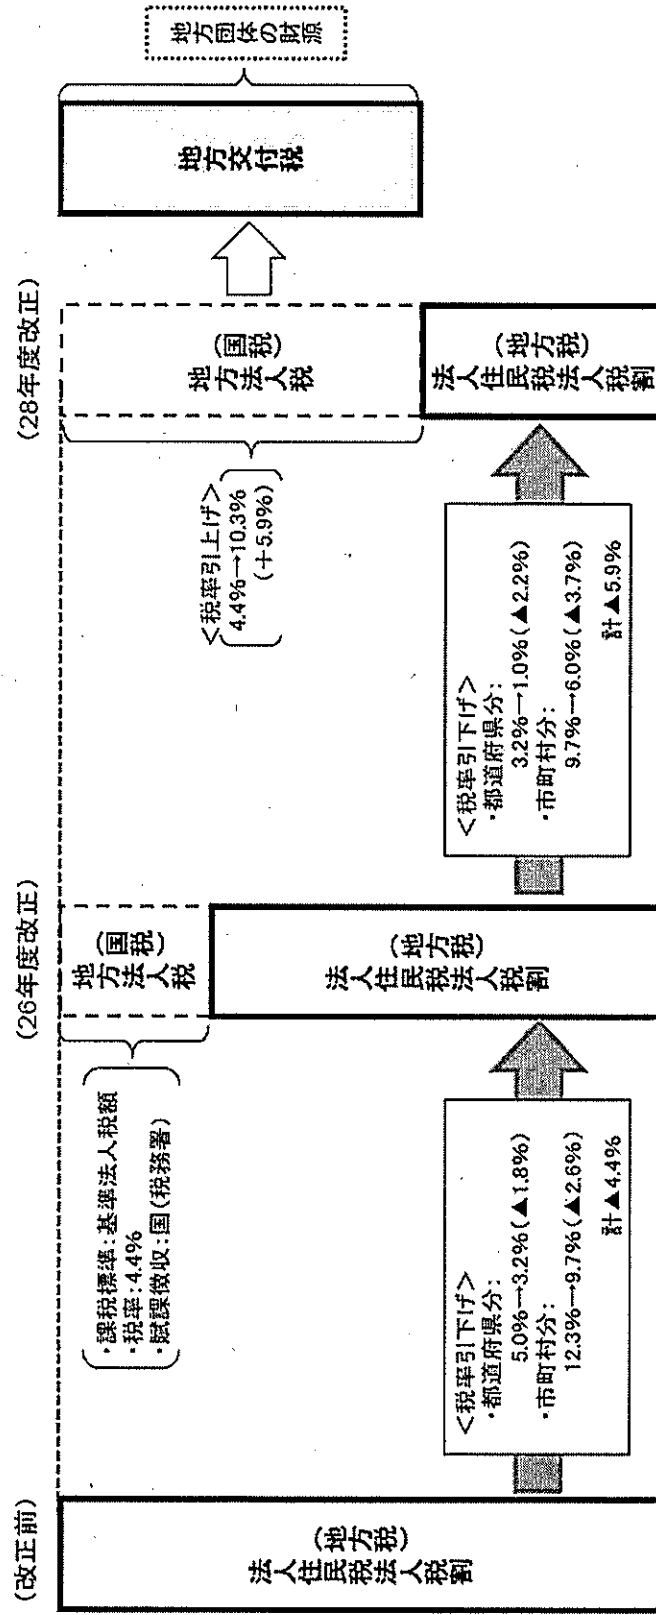 (改正前)
(26年度改正)
(28年度改正)
(地方税)
法人住民税法人税割
・課税標準:基準法人税額
・税率:4.4%
・賦課徴収:国(税務署)
<税率引下げ>
・都道府県分:
5.0%→3.2%(▲1.8%)
・市町村分:
12.3%→9.7%(▲2.6%)
計▲4.4%
(国税)
地方法人税
(地方税)
法人住民税法人税割
<税率引上げ>
4.4%→10.3%
(+5.9%)
<税率引下げ>
・都道府県分:
3.2%→1.0%(▲2.2%)
・市町村分:
9.7%→6.0%(▲3.7%)
計▲5.9%
(国税)
地方法人税
(地方税)
法人住民税法人税割
地方交付税
地方団体の財源